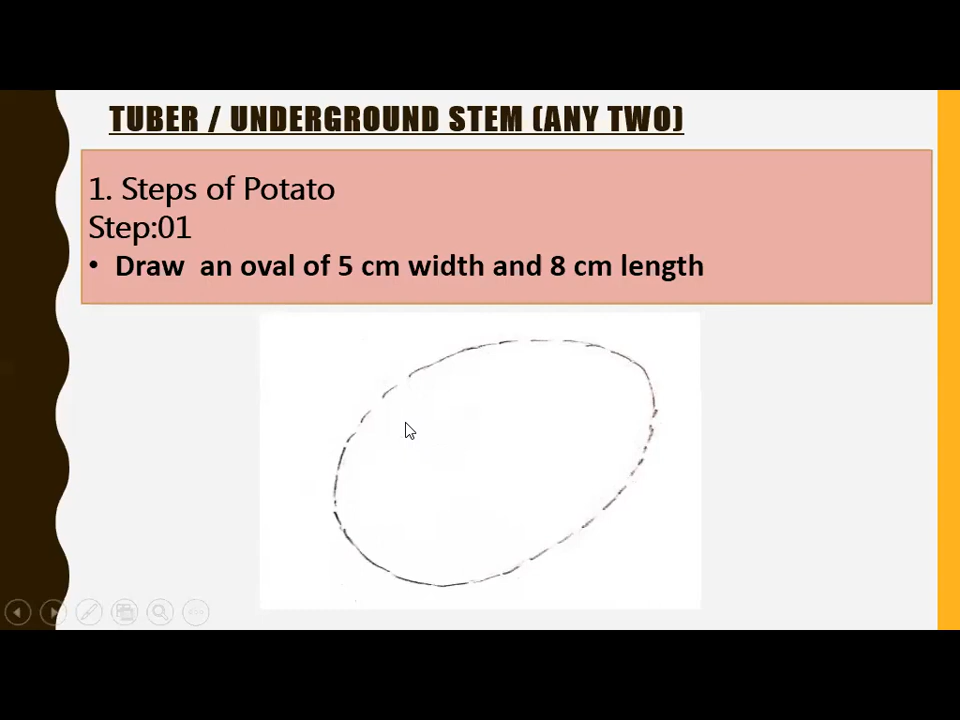 TUBER / UNDERGROUND STEM (ANY TWO)
1. Steps of Potato
Step:01
• Draw  an oval of 5 cm width and 8 cm length